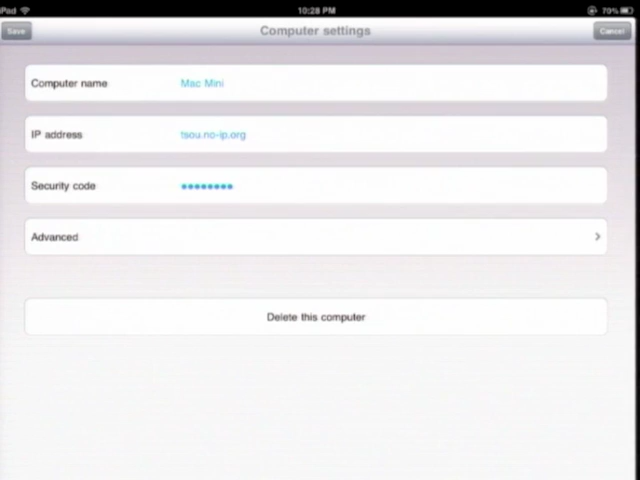 iPad 10:28 PM 70%
Save Computer settings Cancel
Computer name Mac Mini
IP address tsou.no-ip.org
Security code ●●●●●●●●
Advanced
Delete this computer